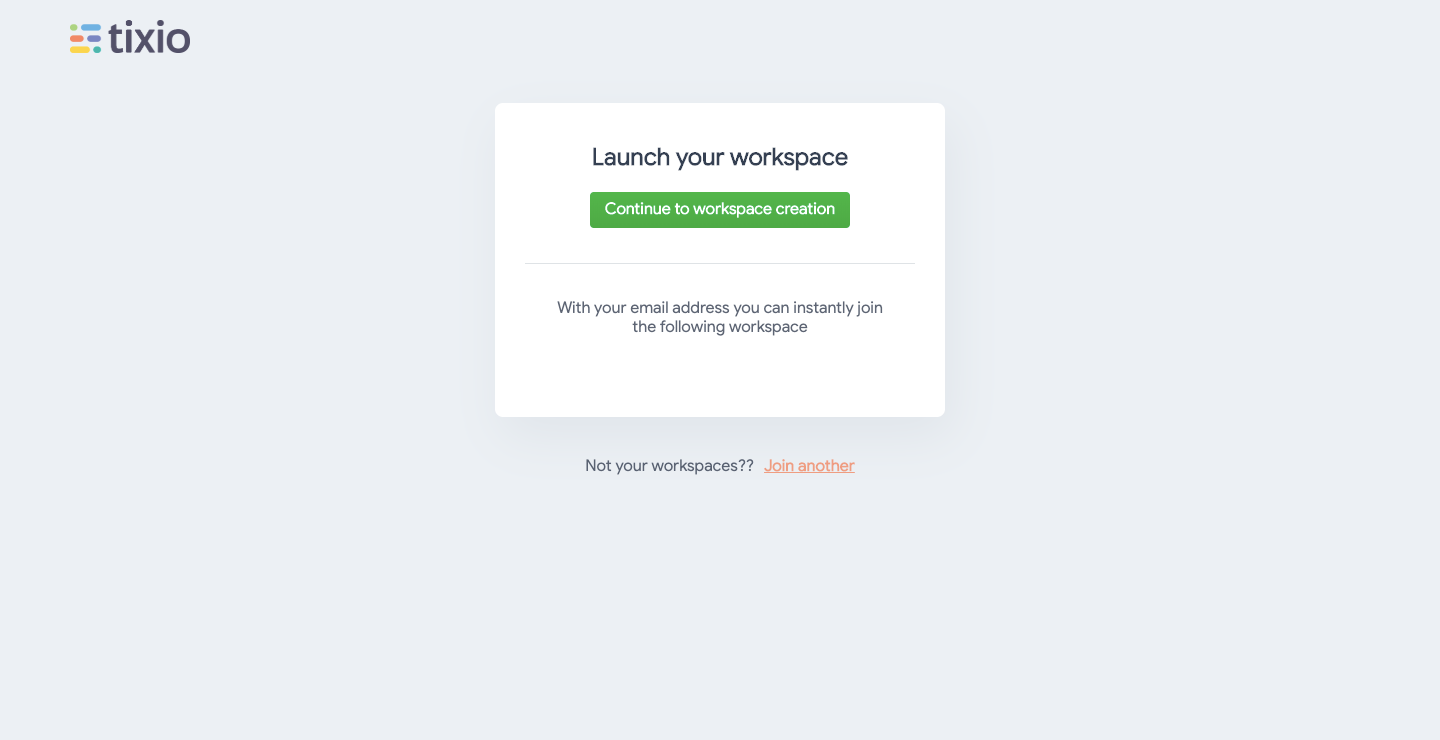 tixio
Launch your workspace
Continue to workspace creation
With your email address you can instantly join
the following workspace
Not your workspaces?? Join another